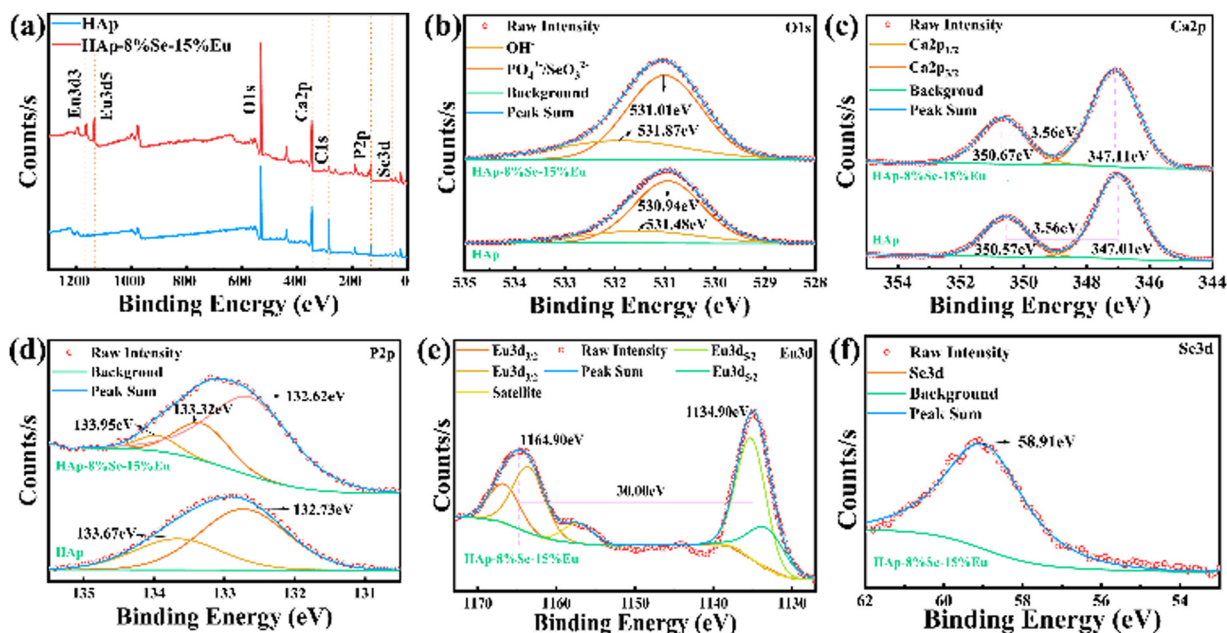 (a)
HAp
HAp-8%Se-15%Eu
Eu3d3
Eu3d5
O1s
Ca2p
C1s
P2p
Se3d
Counts/s
1200 1000 800 600 400 200 0
Binding Energy (eV)
(b)
Raw Intensity
O1s
OH⁻
PO₄³⁻/SeO₃²⁻
Background
Peak Sum
531.01eV
531.87eV
HAp-8%Se-15%Eu
530.94eV
531.48eV
HAp
Counts/s
535 534 533 532 531 530 529 528
Binding Energy (eV)
(c)
Raw Intensity
Ca2p
Ca2p₁/₂
Ca2p₃/₂
Backgroud
Peak Sum
3.56eV
350.67eV
347.11eV
HAp-8%Se-15%Eu
3.56eV
350.57eV
347.01eV
HAp
Counts/s
354 352 350 348 346 344
Binding Energy (eV)
(d)
Raw Intensity
P2p
Background
Peak Sum
132.62eV
133.32eV
133.95eV
HAp-8%Se-15%Eu
132.73eV
133.67eV
HAp
Counts/s
135 134 133 132 131
Binding Energy (eV)
(e)
Eu3d₃/₂
Raw Intensity
Eu3d₅/₂
Eu3d
Eu3d₃/₂
Peak Sum
Eu3d₅/₂
Satellite
1134.90eV
1164.90eV
30.00eV
HAp-8%Se-15%Eu
Counts/s
1170 1160 1150 1140 1130
Binding Energy (eV)
(f)
Raw Intensity
Se3d
Se3d
Background
Peak Sum
58.91eV
HAp-8%Se-15%Eu
Counts/s
62 60 58 56 54
Binding Energy (eV)